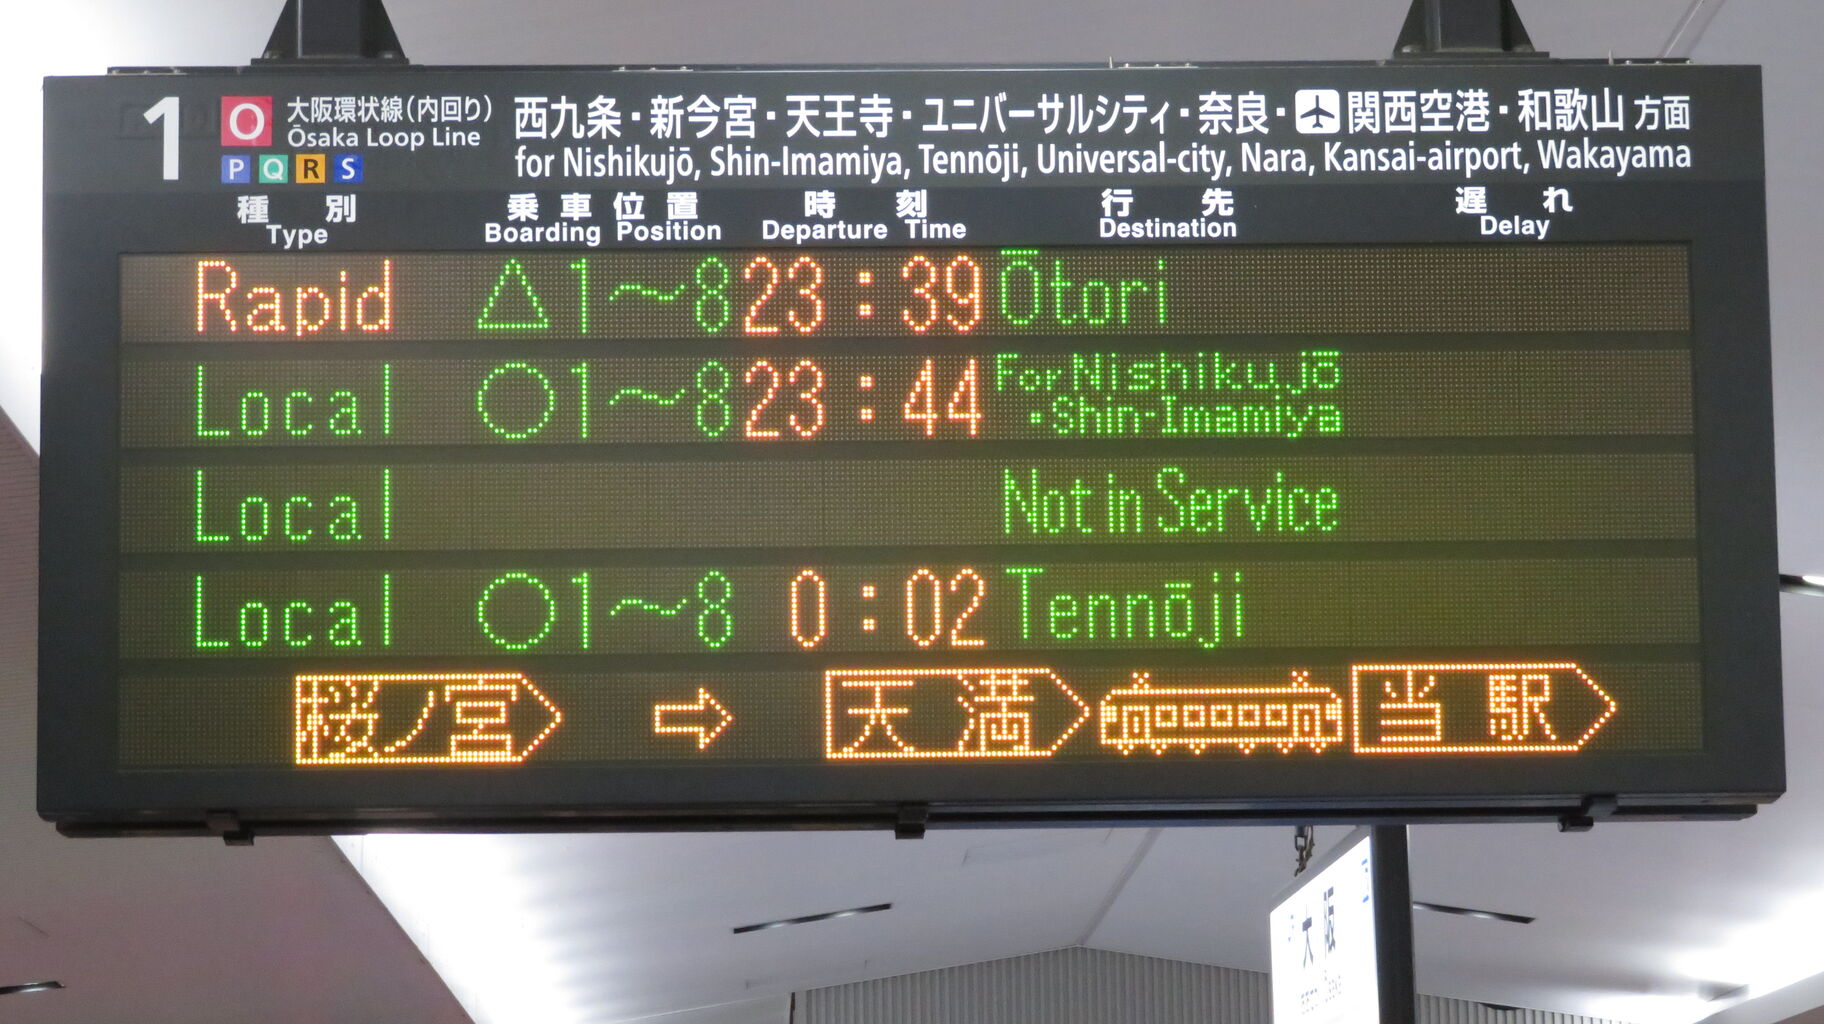 1 O 大阪環状線(内回り) 西九条・新今宮・天王寺・ユニバーサルシティ・奈良・関西空港・和歌山 方面
Ōsaka Loop Line
P Q R S for Nishikujō, Shin-Imamiya, Tennōji, Universal-city, Nara, Kansai-airport, Wakayama
種別 乗車位置 時刻 行先 遅れ
Type Boarding Position Departure Time Destination Delay
Rapid △1~8 23:39 Ōtori
Local ○1~8 23:44 For Nishikujō
・Shin-Imamiya
Local Not in Service
Local ○1~8 0:02 Tennōji
桜ノ宮 ⇨ 天満 当駅
大阪